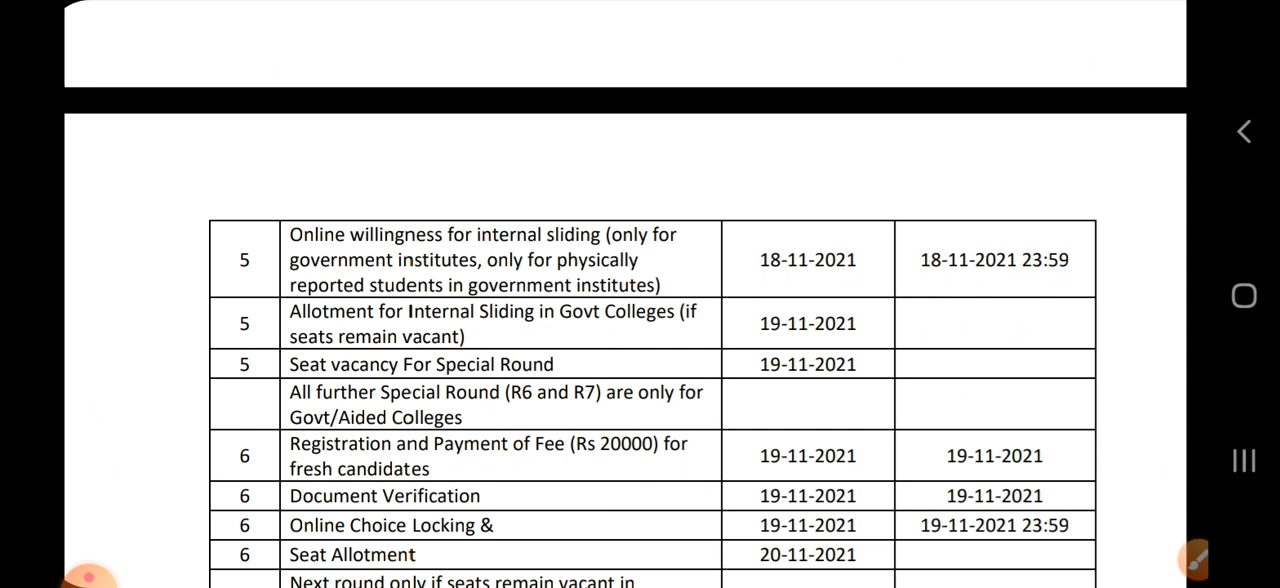 5 Online willingness for internal sliding (only for government institutes, only for physically reported students in government institutes) 18-11-2021 18-11-2021 23:59
5 Allotment for Internal Sliding in Govt Colleges (if seats remain vacant) 19-11-2021
5 Seat vacancy For Special Round 19-11-2021
All further Special Round (R6 and R7) are only for Govt/Aided Colleges
6 Registration and Payment of Fee (Rs 20000) for fresh candidates 19-11-2021 19-11-2021
6 Document Verification 19-11-2021 19-11-2021
6 Online Choice Locking & 19-11-2021 19-11-2021 23:59
6 Seat Allotment 20-11-2021
Next round only if seats remain vacant in